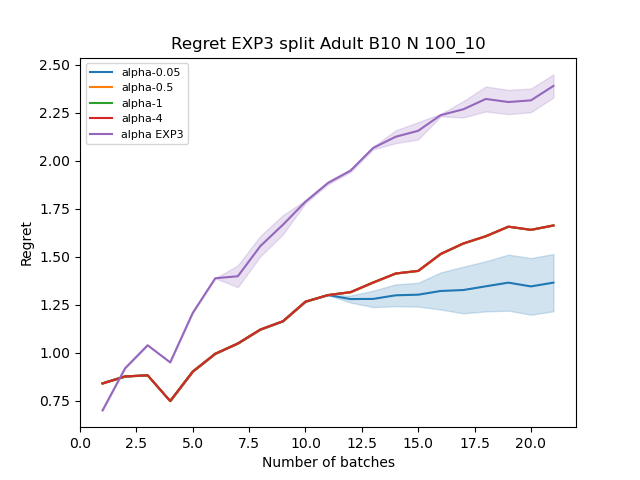 Regret EXP3 split Adult B10 N 100_10
2.50
2.25
2.00
1.75
1.50
1.25
1.00
0.75
Regret
alpha-0.05
alpha-0.5
alpha-1
alpha-4
alpha EXP3
0.0 2.5 5.0 7.5 10.0 12.5 15.0 17.5 20.0
Number of batches